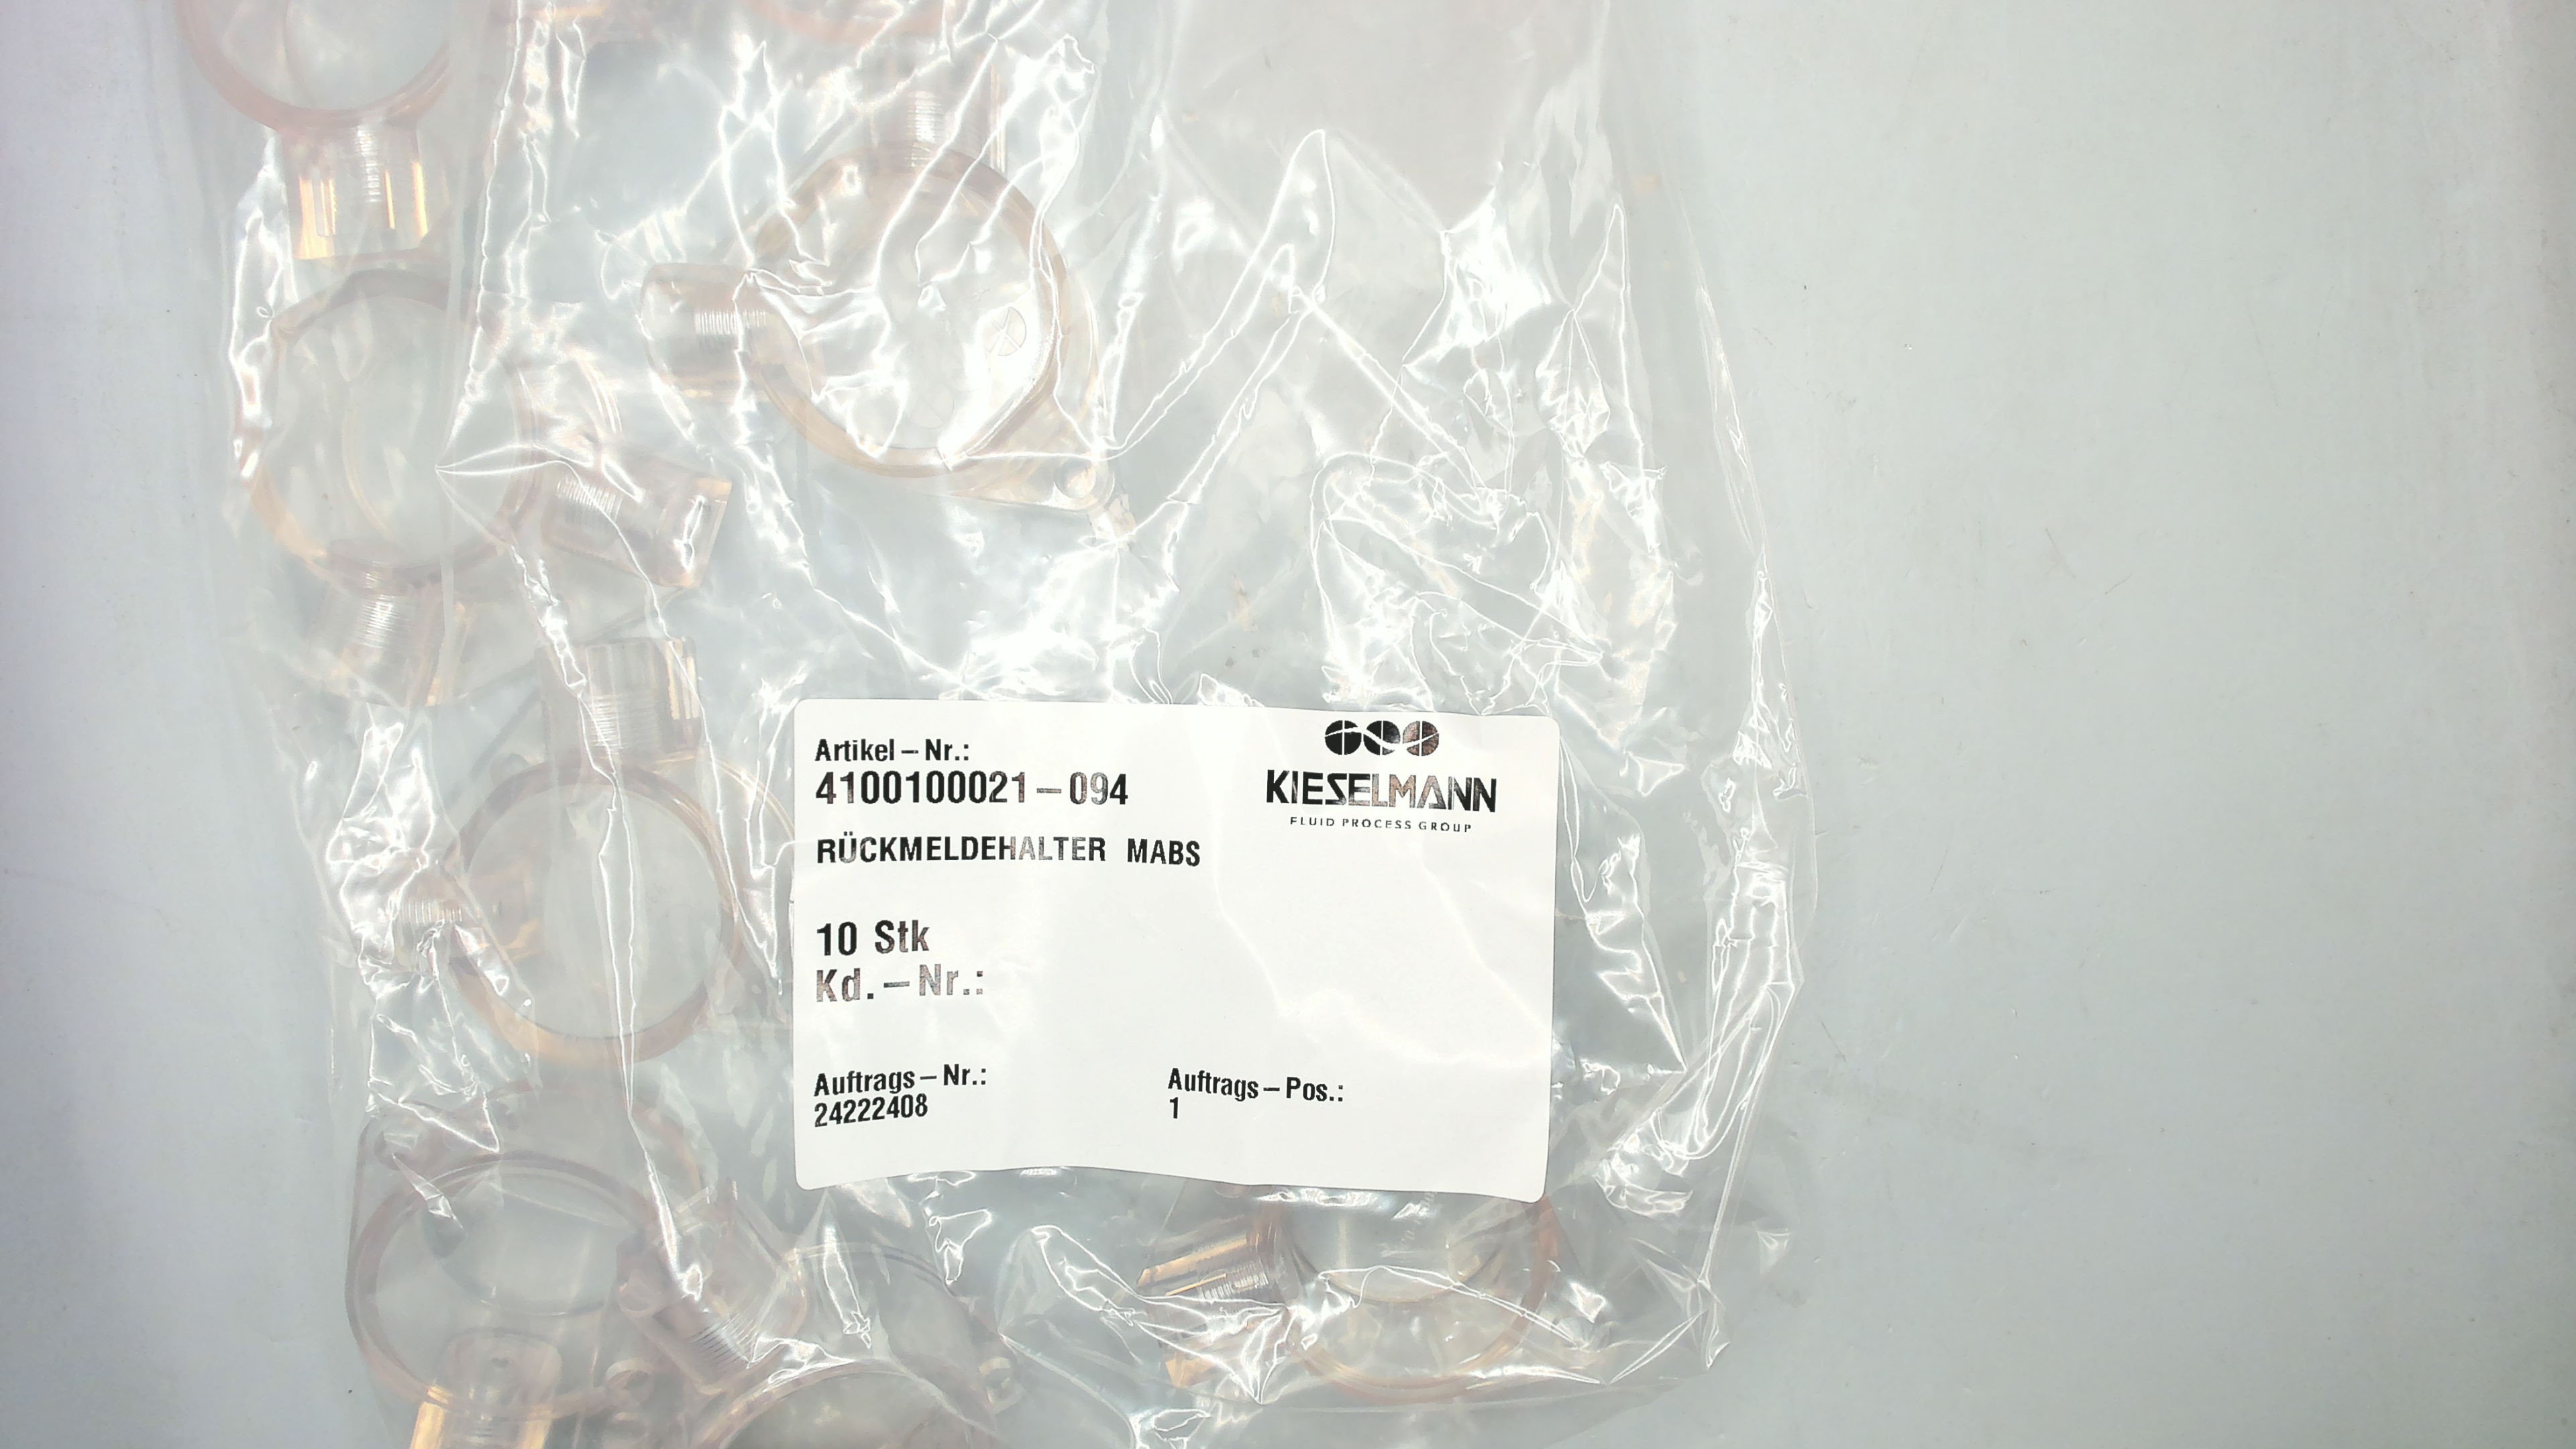 Artikel-Nr.:
4100100021-094
KIESELMANN
FLUID PROCESS GROUP
RÜCKMELDEHALTER MABS
10 Stk
Kd.-Nr.:
Auftrags-Nr.:
24222408
Auftrags-Pos.:
1